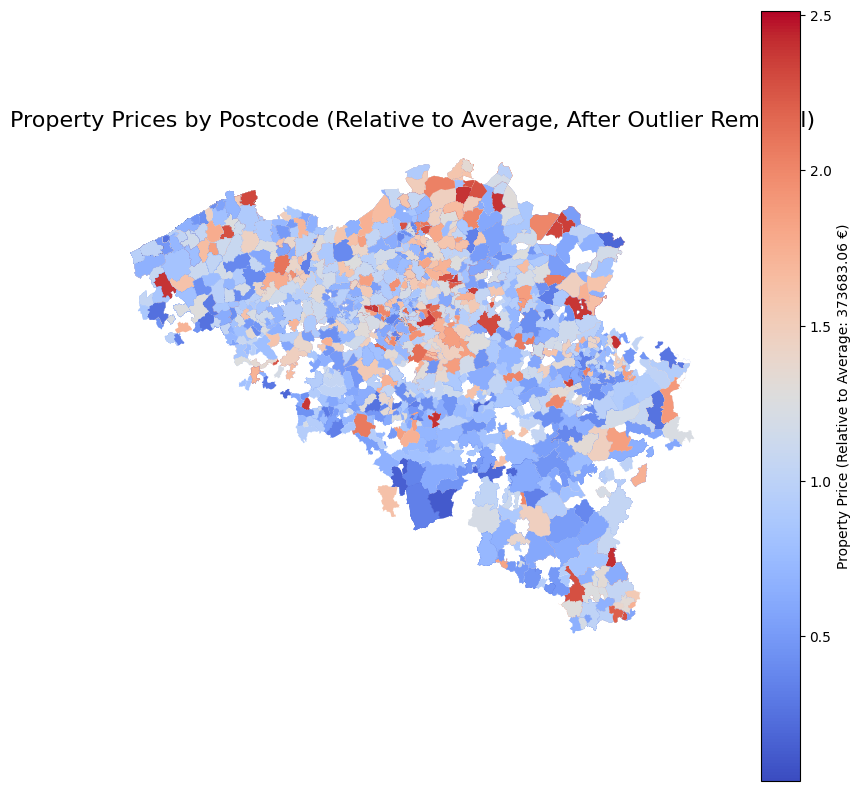 Property Prices by Postcode (Relative to Average, After Outlier Rem l)
2.5
2.0
1.5
1.0
0.5
Property Price (Relative to Average: 373683.06 €)